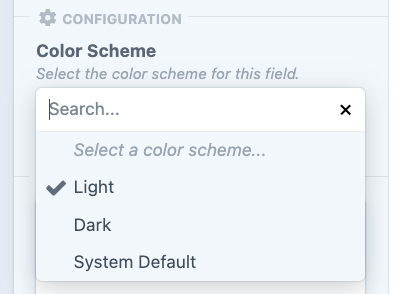 CONFIGURATION
Color Scheme
Select the color scheme for this field.
Search...
Select a color scheme...
Light
Dark
System Default